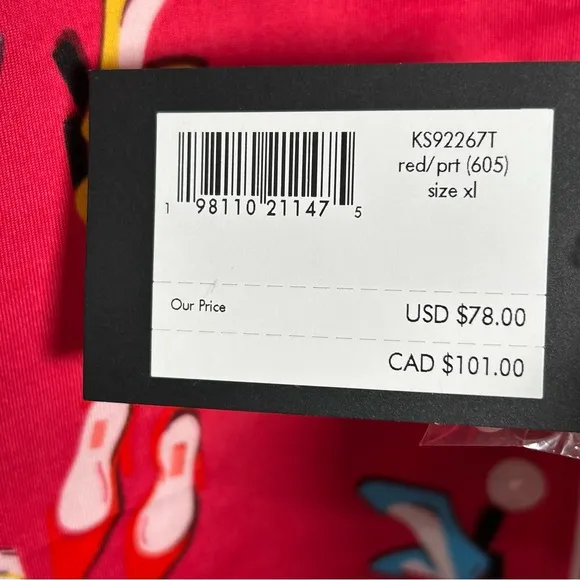 KS92267T
red/prt (605)
size xl
1 98110 21147 5
Our Price USD $78.00
CAD $101.00